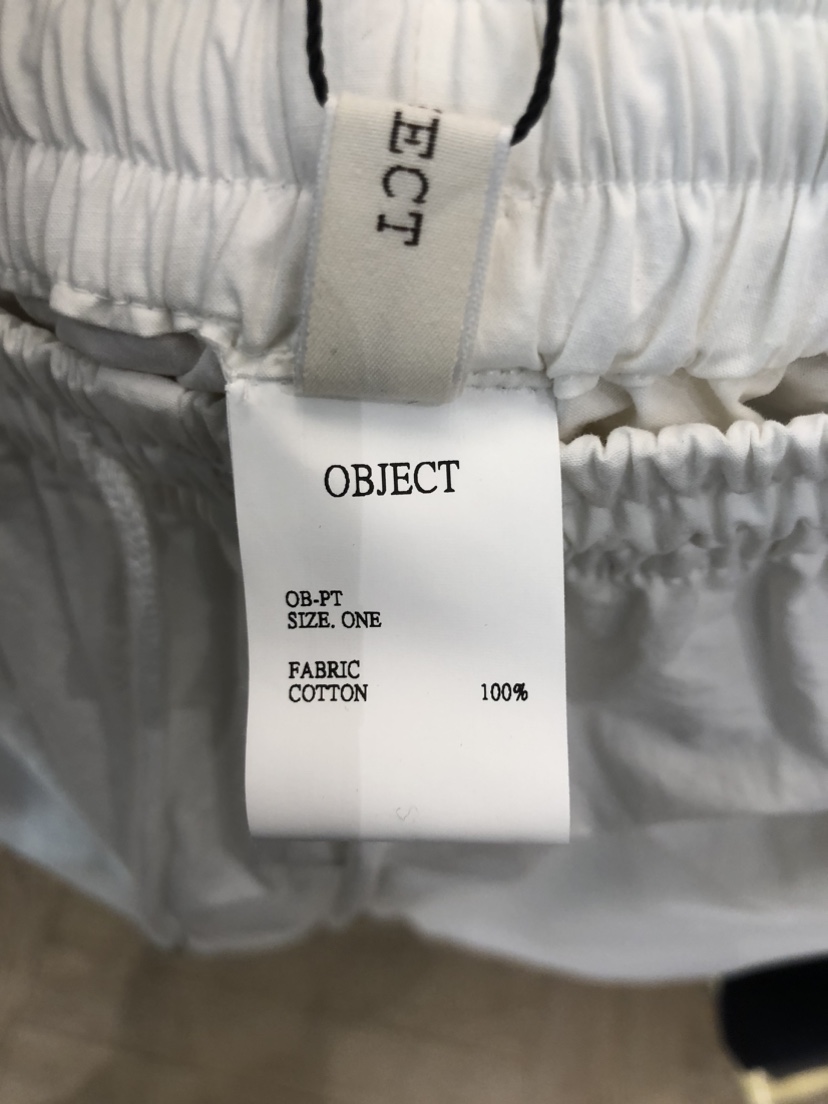 ECT
OBJECT
OB-PT
SIZE. ONE
FABRIC
COTTON 100%